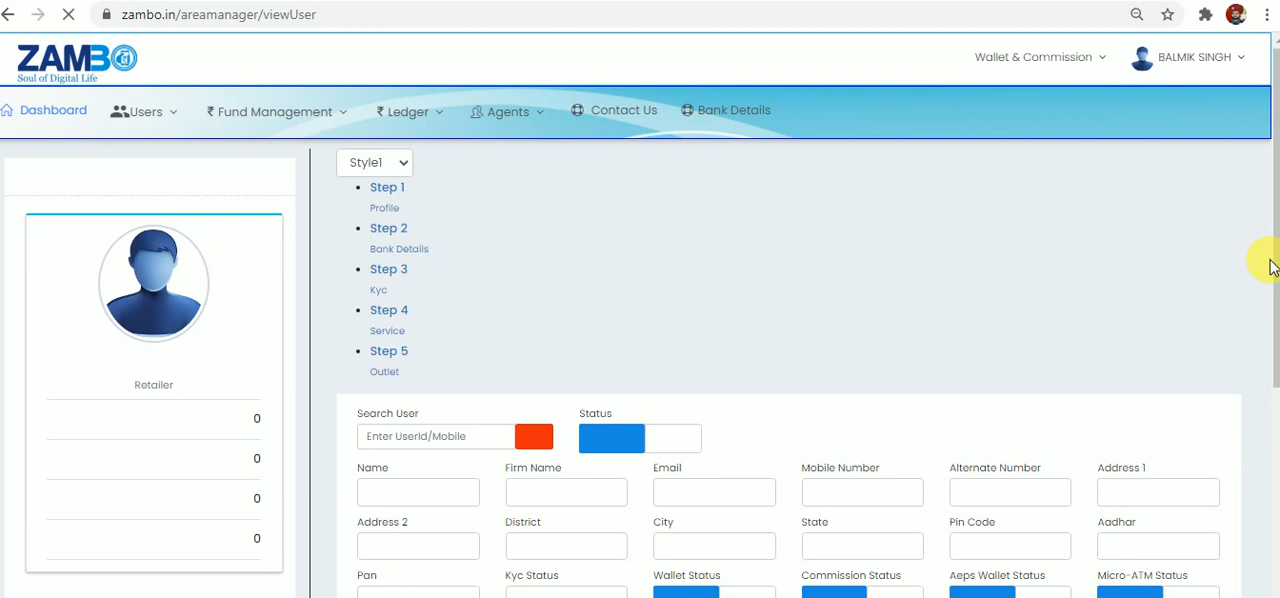 zambo.in/areamanager/viewUser
ZAMBO
Soul of Digital Life
Wallet & Commission
BALMIK SINGH
Dashboard
Users
₹ Fund Management
₹ Ledger
Agents
Contact Us
Bank Details
Style1
Step 1
Profile
Step 2
Bank Details
Step 3
Kyc
Step 4
Service
Step 5
Outlet
Retailer
0
0
0
0
Search User
Status
Enter UserId/Mobile
Name
Firm Name
Email
Mobile Number
Alternate Number
Address 1
Address 2
District
City
State
Pin Code
Aadhar
Pan
Kyc Status
Wallet Status
Commission Status
Aeps Wallet Status
Micro-ATM Status